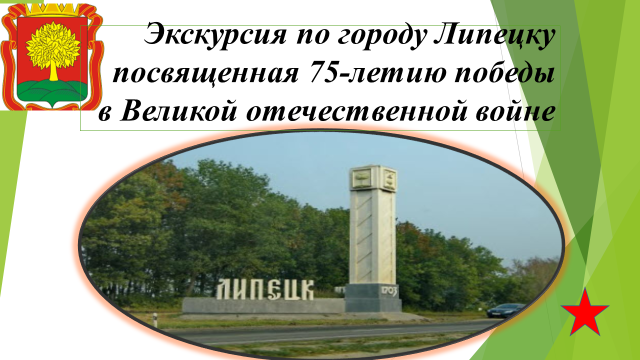 Экскурсия по городу Липецку
посвященная 75-летию победы
в Великой отечественной войне
ЛИПЕЦК
1703